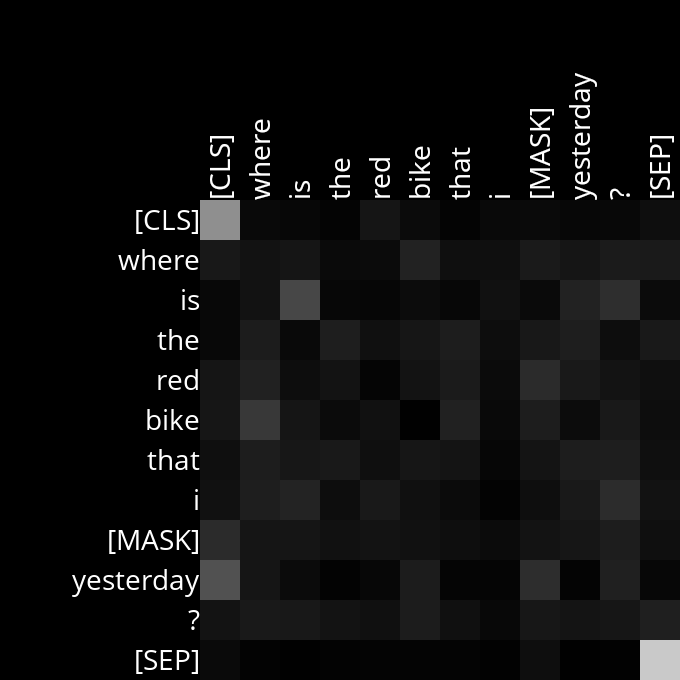 [CLS] where is the red bike that i [MASK] yesterday ? [SEP]
[CLS]
where
is
the
red
bike
that
i
[MASK]
yesterday
?
[SEP]